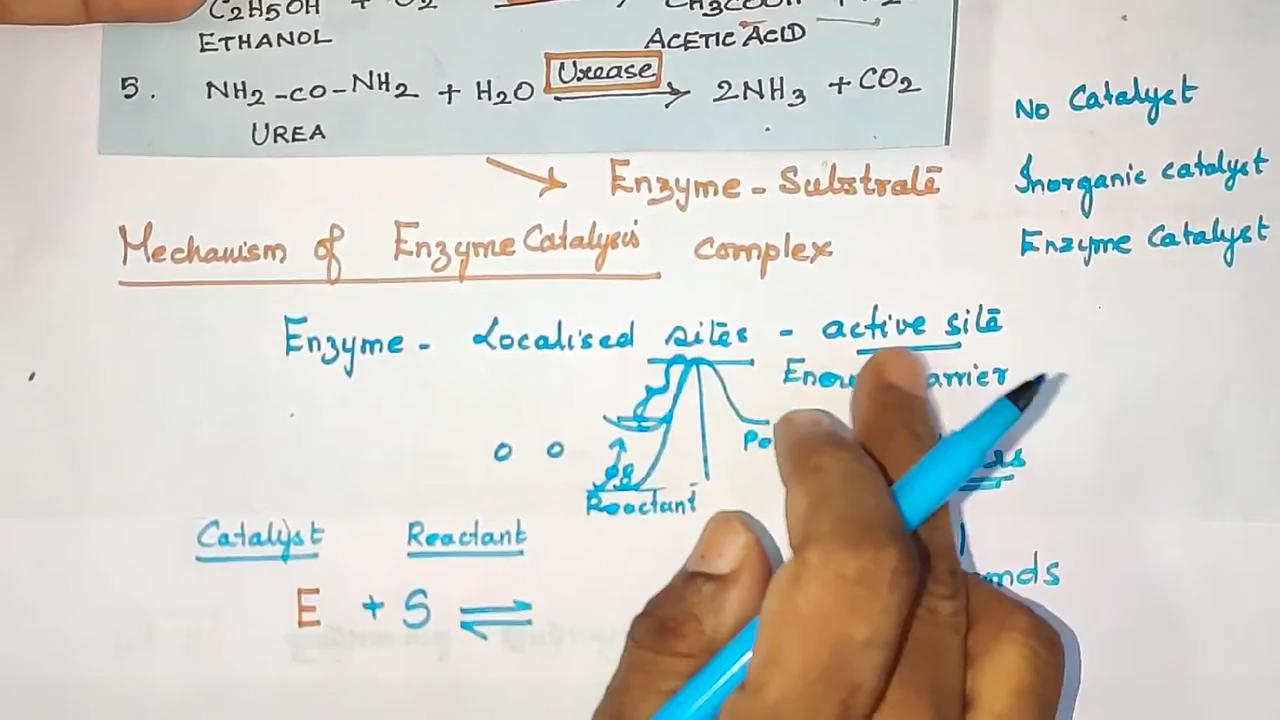 C2H5OH +
CH3COOH
ETHANOL ACETIC ACID
5. NH2-CO-NH2 + H2O Urease 2NH3 + CO2
UREA
No Catalyst
Inorganic catalyst
Enzyme Catalyst
Enzyme - Substrate
Mechanism of Enzyme Catalysis complex
Enzyme - Localised sites - active site
Reactant
Catalyst Reactant
E + S ⇌